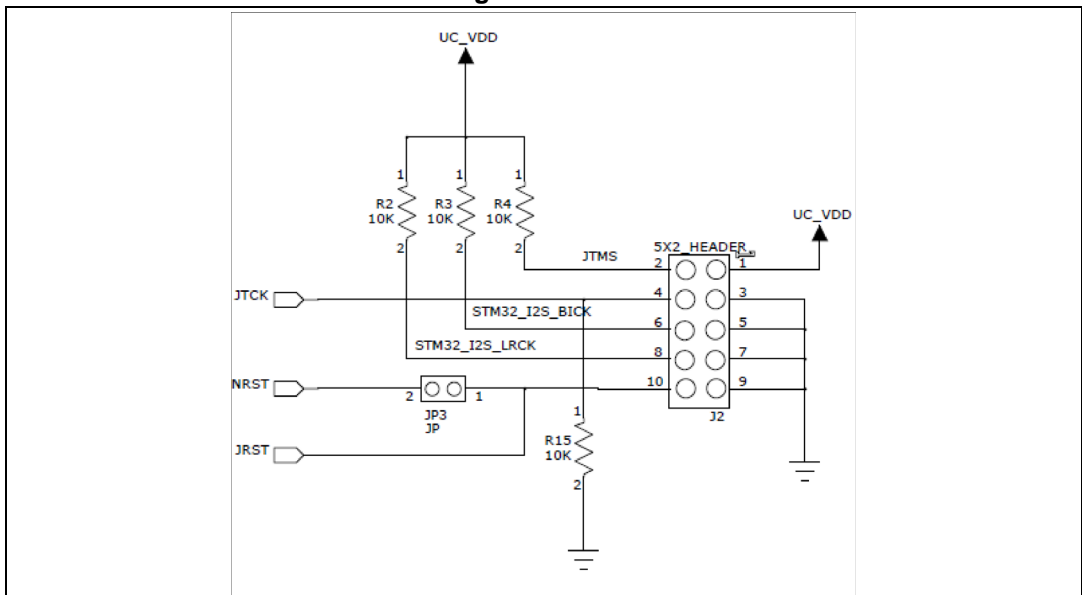 UC_VDD
1 1 1
R2 R3 R4
10K 10K 10K
2 2 2
UC_VDD
5X2_HEADER
JTMS
2 1
JTCK
4 3
STM32_I2S_BICK
6 5
STM32_I2S_LRCK
8 7
NRST
2 1
10 9
JP3
JP
J2
1
R15
10K
2
JRST